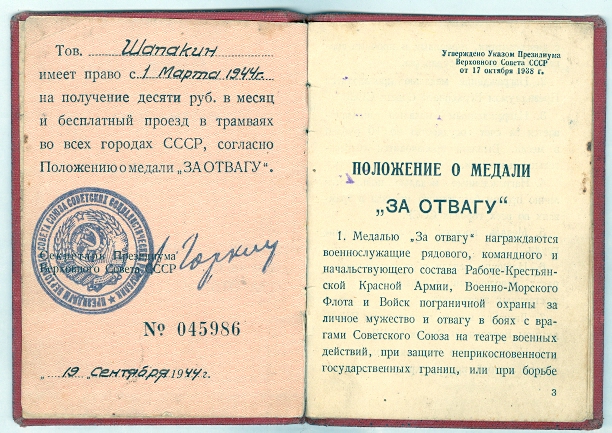 Тов. Шапакин
имеет право с 1 Марта 1944г.
на получение десяти руб. в месяц
и бесплатный проезд в трамваях
во всех городах СССР, согласно
Положению о медали „ЗА ОТВАГУ".
Секретарь Президиума
Верховного Совета СССР
А Горкин
№ 045986
„19 „Сентября 1944г.
Утверждено Указом Президиума
Верховного Совета СССР
от 17 октября 1938 г.
ПОЛОЖЕНИЕ О МЕДАЛИ
„ЗА ОТВАГУ"
1. Медалью „За отвагу" награждаются
военнослужащие рядового, командного и
начальствующего состава Рабоче-Крестьян-
ской Красной Армии, Военно-Морского
Флота и Войск пограничной охраны за
личное мужество и отвагу в боях с вра-
гами Советского Союза на театре военных
действий, при защите неприкосновенности
государственных границ, или при борьбе
3